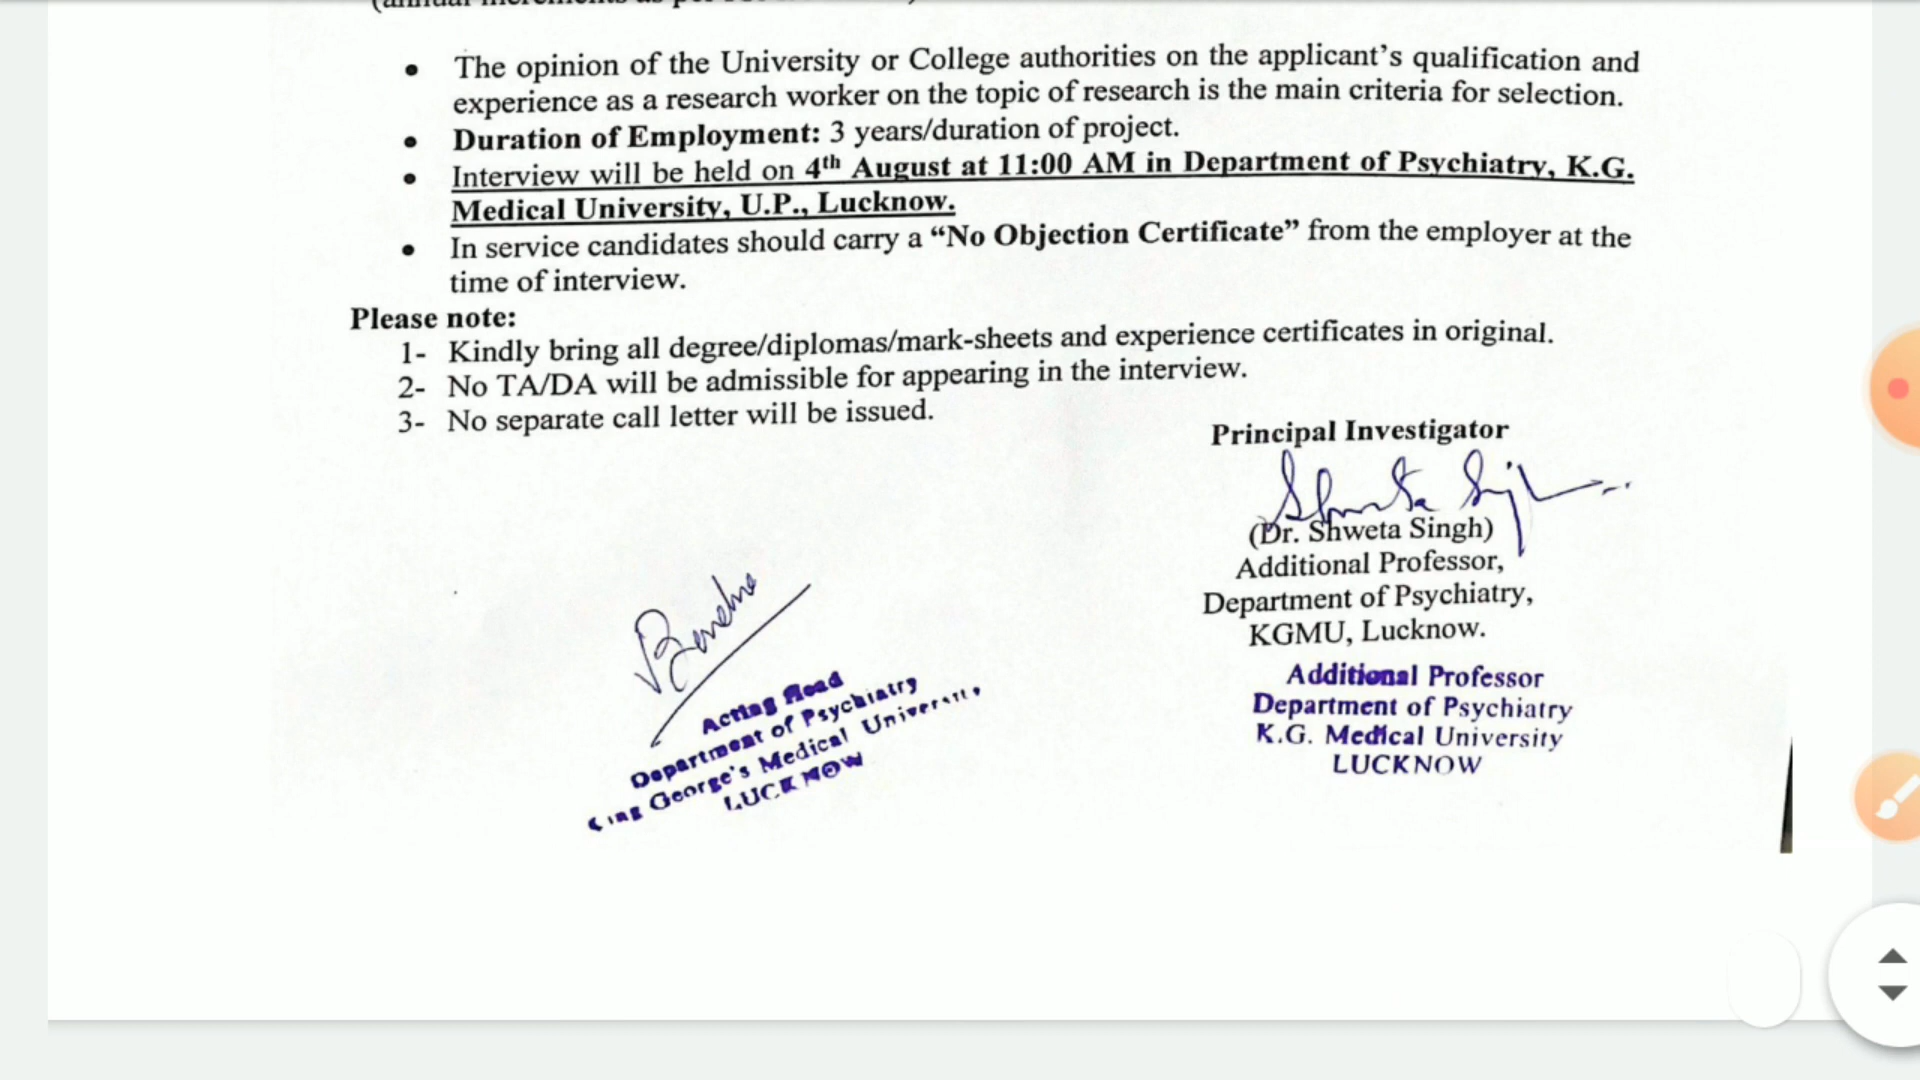 The opinion of the University or College authorities on the applicant's qualification and
experience as a research worker on the topic of research is the main criteria for selection.
Duration of Employment: 3 years/duration of project.
Interview will be held on 4th August at 11:00 AM in Department of Psychiatry, K.G.
Medical University, U.P., Lucknow.
In service candidates should carry a “No Objection Certificate” from the employer at the
time of interview.
Please note:
1- Kindly bring all degree/diplomas/mark-sheets and experience certificates in original.
2- No TA/DA will be admissible for appearing in the interview.
3- No separate call letter will be issued.
Principal Investigator
(Dr. Shweta Singh)
Additional Professor,
Department of Psychiatry,
KGMU, Lucknow.
Additional Professor
Department of Psychiatry
K.G. Medical University
LUCKNOW
Acting Head
Department of Psychiatry
King George's Medical University
LUCKNOW